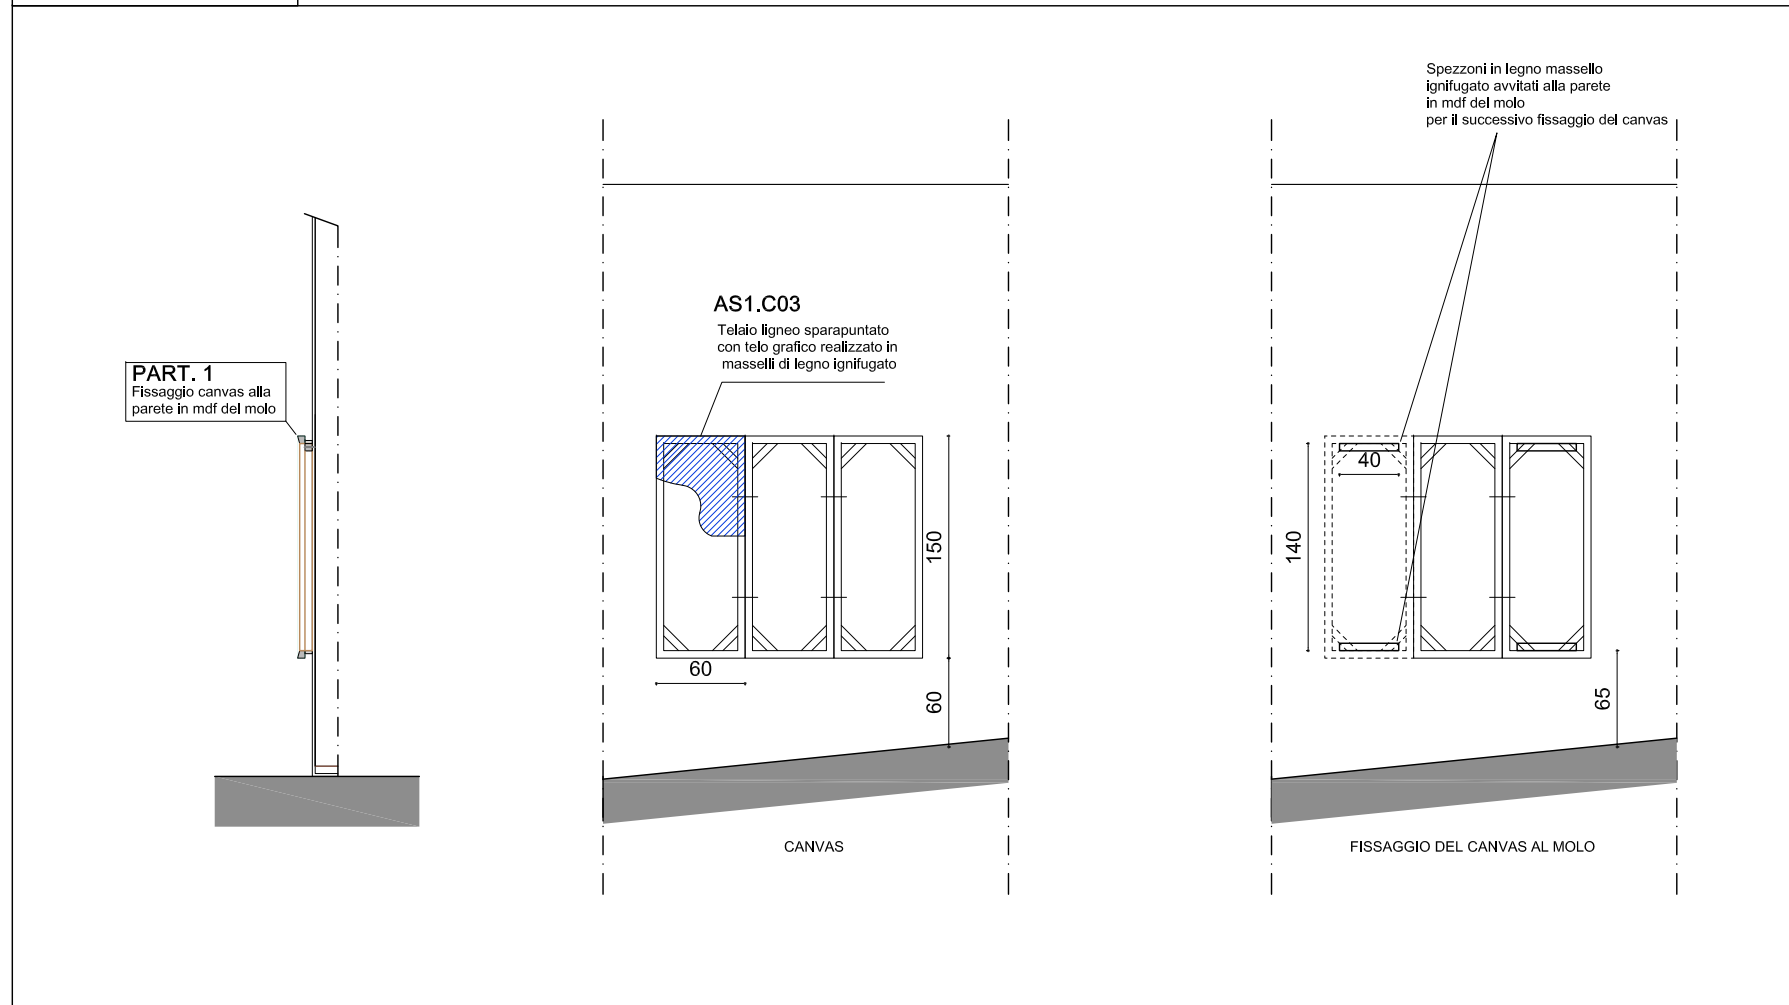 PART. 1
Fissaggio canvas alla
parete in mdf del molo
AS1.C03
Telaio ligneo sparapuntato
con telo grafico realizzato in
masselli di legno ignifugato
150
60
60
CANVAS
Spezzoni in legno massello
ignifugato avvitati alla parete
in mdf del molo
per il successivo fissaggio del canvas
40
140
65
FISSAGGIO DEL CANVAS AL MOLO